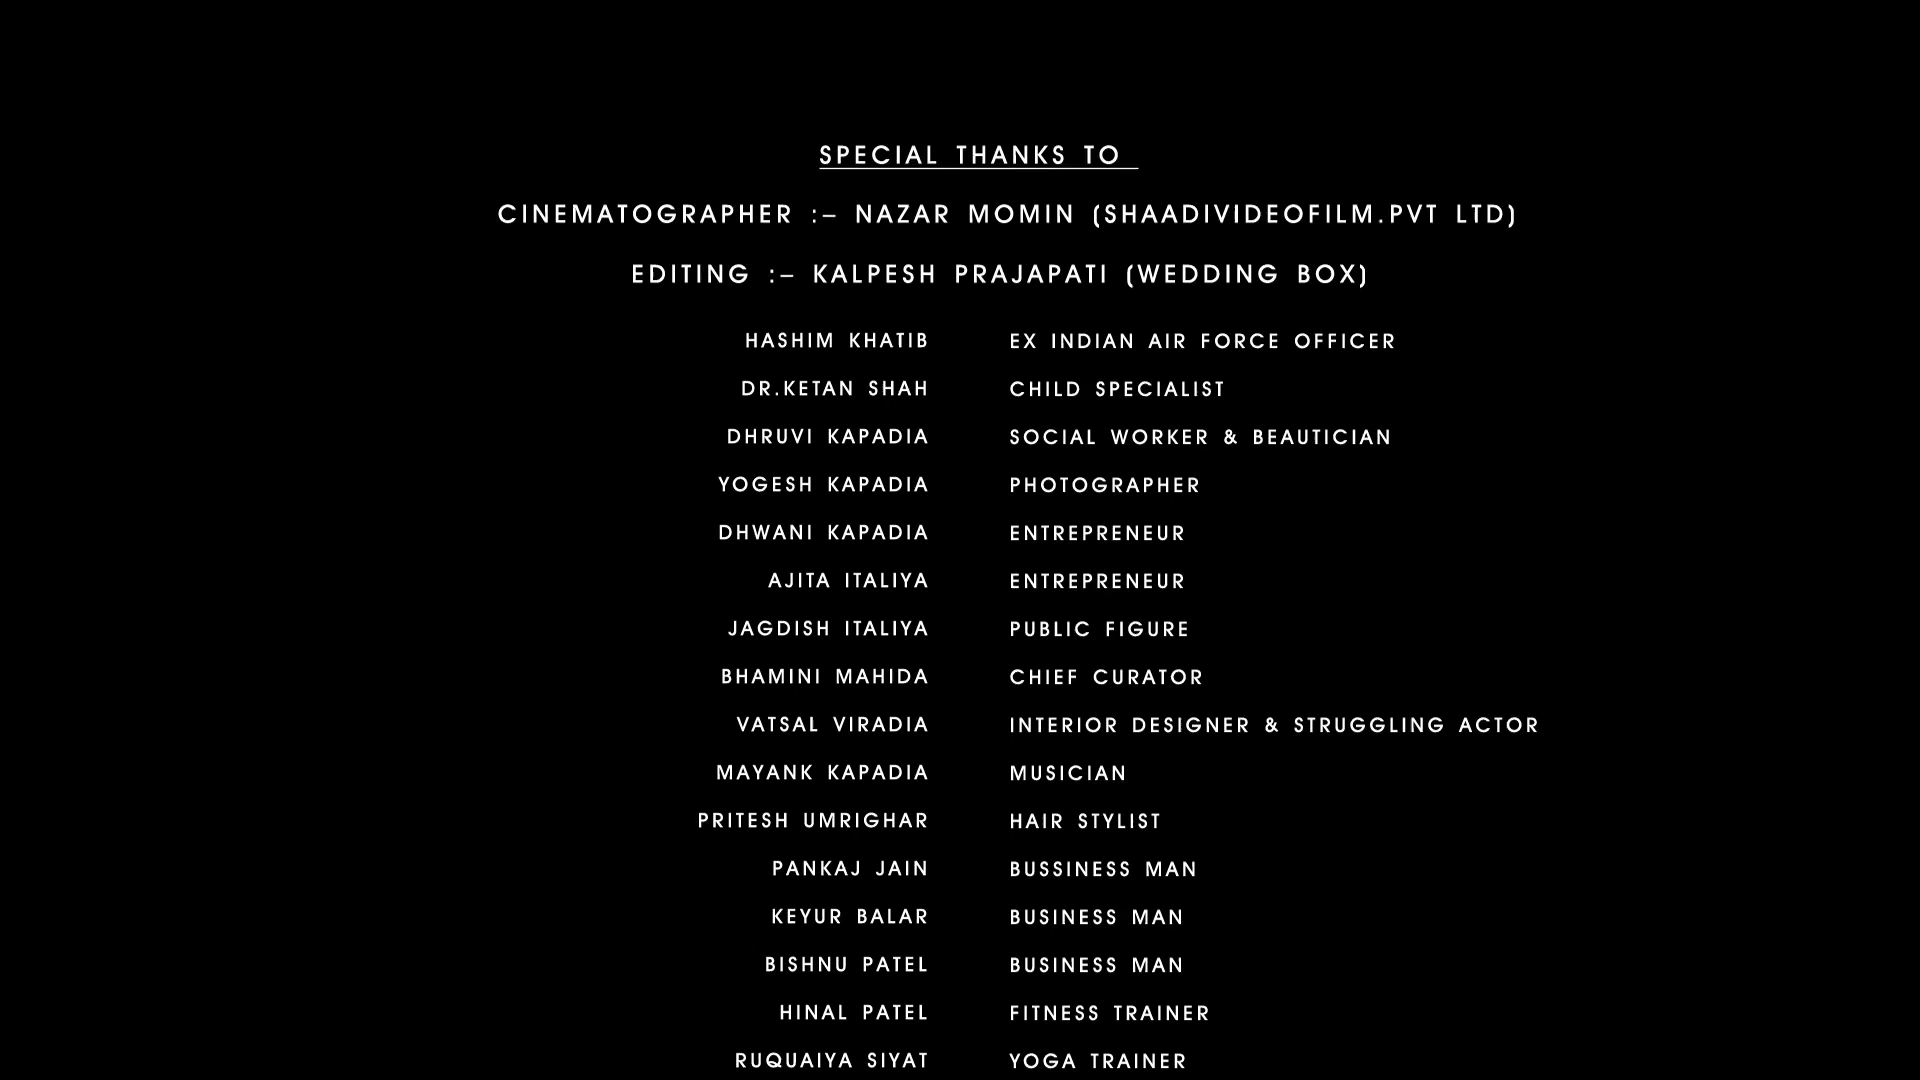 SPECIAL THANKS TO
CINEMATOGRAPHER :– NAZAR MOMIN (SHAADIVIDEOFILM.PVT LTD)
EDITING :– KALPESH PRAJAPATI (WEDDING BOX)
HASHIM KHATIB EX INDIAN AIR FORCE OFFICER
DR.KETAN SHAH CHILD SPECIALIST
DHRUVI KAPADIA SOCIAL WORKER & BEAUTICIAN
YOGESH KAPADIA PHOTOGRAPHER
DHWANI KAPADIA ENTREPRENEUR
AJITA ITALIYA ENTREPRENEUR
JAGDISH ITALIYA PUBLIC FIGURE
BHAMINI MAHIDA CHIEF CURATOR
VATSAL VIRADIA INTERIOR DESIGNER & STRUGGLING ACTOR
MAYANK KAPADIA MUSICIAN
PRITESH UMRIGHAR HAIR STYLIST
PANKAJ JAIN BUSSINESS MAN
KEYUR BALAR BUSINESS MAN
BISHNU PATEL BUSINESS MAN
HINAL PATEL FITNESS TRAINER
RUQUAIYA SIYAT YOGA TRAINER